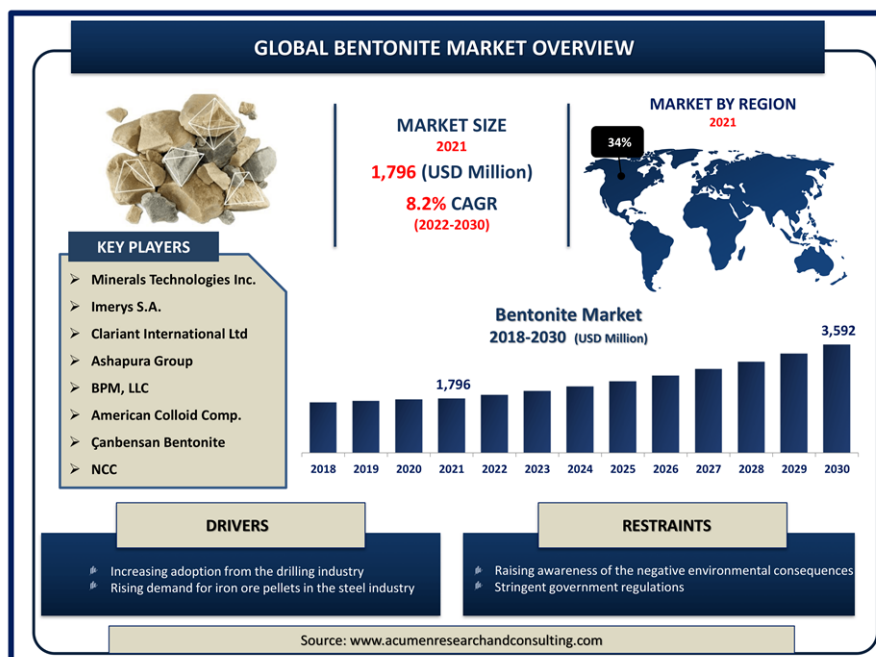 GLOBAL BENTONITE MARKET OVERVIEW
MARKET SIZE
2021
1,796 (USD Million)
8.2% CAGR
(2022-2030)
MARKET BY REGION
2021
34%
KEY PLAYERS
Minerals Technologies Inc.
Imerys S.A.
Clariant International Ltd
Ashapura Group
BPM, LLC
American Colloid Comp.
Çanbensan Bentonite
NCC
Bentonite Market
2018-2030 (USD Million)
1,796
3,592
2018 2019 2020 2021 2022 2023 2024 2025 2026 2027 2028 2029 2030
DRIVERS
Increasing adoption from the drilling industry
Rising demand for iron ore pellets in the steel industry
RESTRAINTS
Raising awareness of the negative environmental consequences
Stringent government regulations
Source: www.acumenresearchandconsulting.com